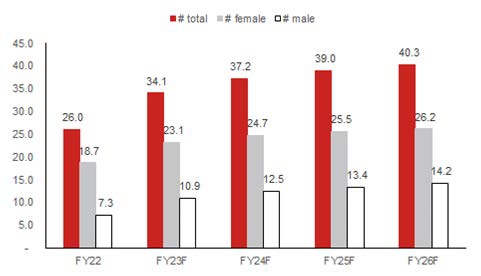 # total # female # male
45.0
40.0
35.0
30.0
25.0
20.0
15.0
10.0
5.0
-
26.0 18.7 7.3
34.1 23.1 10.9
37.2 24.7 12.5
39.0 25.5 13.4
40.3 26.2 14.2
FY22 FY23F FY24F FY25F FY26F